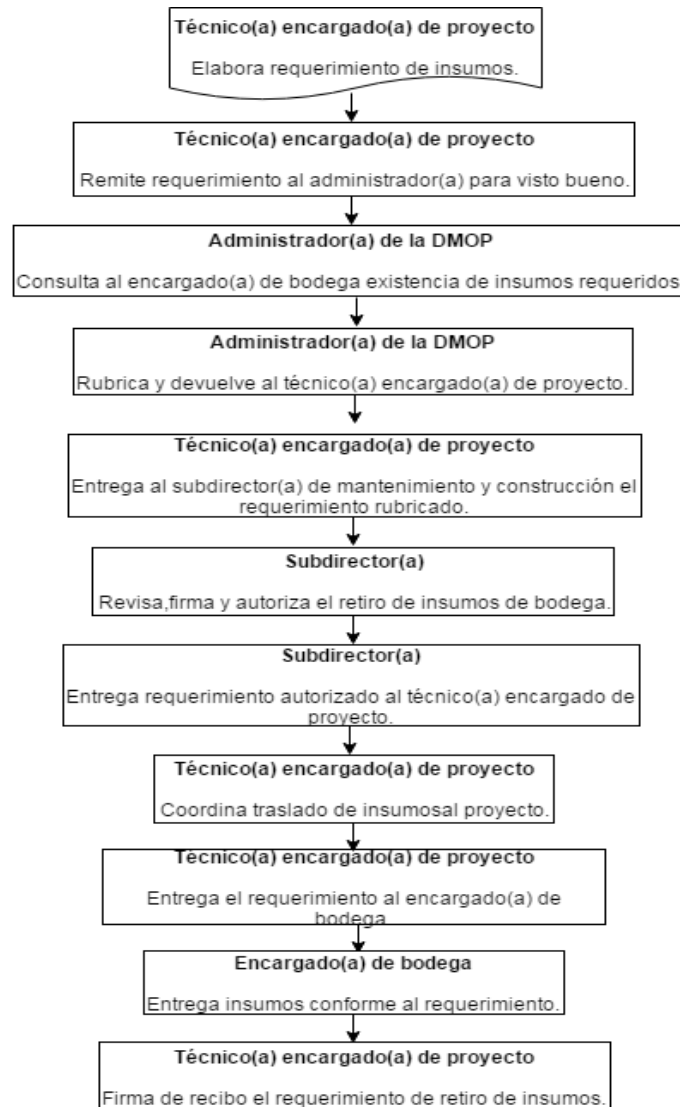 Técnico(a) encargado(a) de proyecto
Elabora requerimiento de insumos.
Técnico(a) encargado(a) de proyecto
Remite requerimiento al administrador(a) para visto bueno.
Administrador(a) de la DMOP
Consulta al encargado(a) de bodega existencia de insumos requeridos
Administrador(a) de la DMOP
Rubrica y devuelve al técnico(a) encargado(a) de proyecto.
Técnico(a) encargado(a) de proyecto
Entrega al subdirector(a) de mantenimiento y construcción el
requerimiento rubricado.
Subdirector(a)
Revisa,firma y autoriza el retiro de insumos de bodega.
Subdirector(a)
Entrega requerimiento autorizado al técnico(a) encargado de
proyecto.
Técnico(a) encargado(a) de proyecto
Coordina traslado de insumosal proyecto.
Técnico(a) encargado(a) de proyecto
Entrega el requerimiento al encargado(a) de
bodega
Encargado(a) de bodega
Entrega insumos conforme al requerimiento.
Técnico(a) encargado(a) de proyecto
Firma de recibo el requerimiento de retiro de insumos.